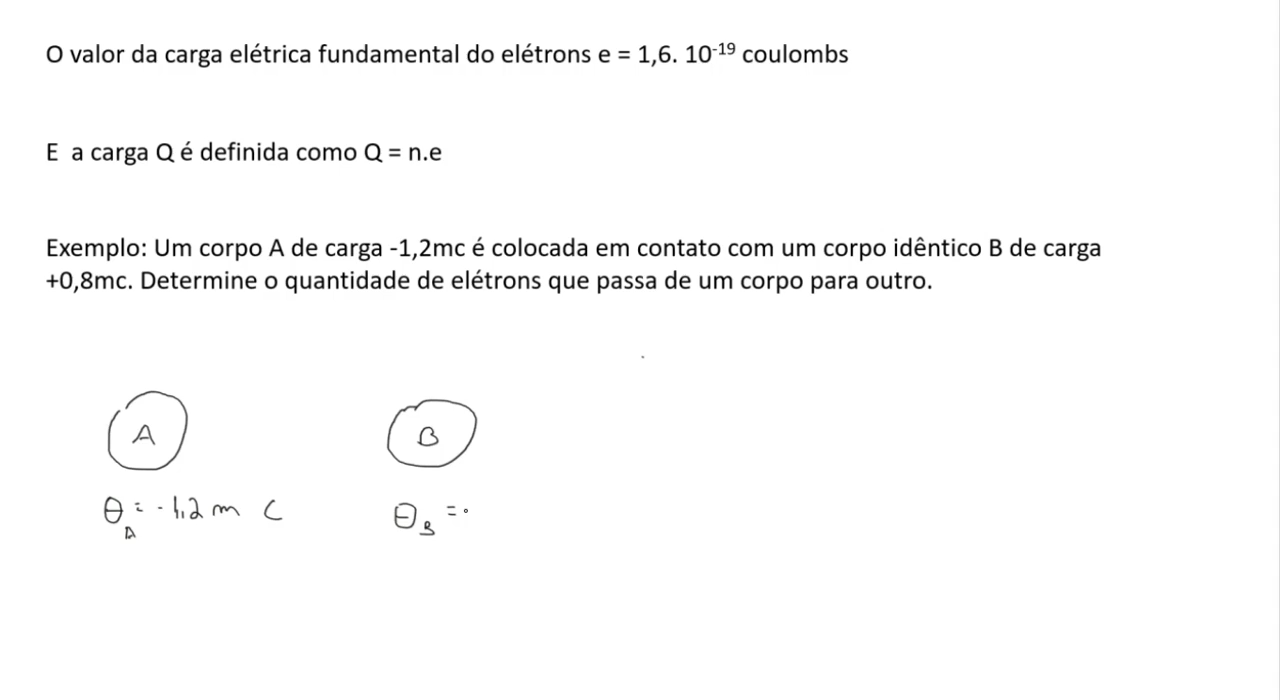 O valor da carga elétrica fundamental do elétrons e = 1,6. 10⁻¹⁹ coulombs
E a carga Q é definida como Q = n.e
Exemplo: Um corpo A de carga -1,2mc é colocada em contato com um corpo idêntico B de carga
+0,8mc. Determine o quantidade de elétrons que passa de um corpo para outro.
A B
θ_A = -1,2 m C θ_B =